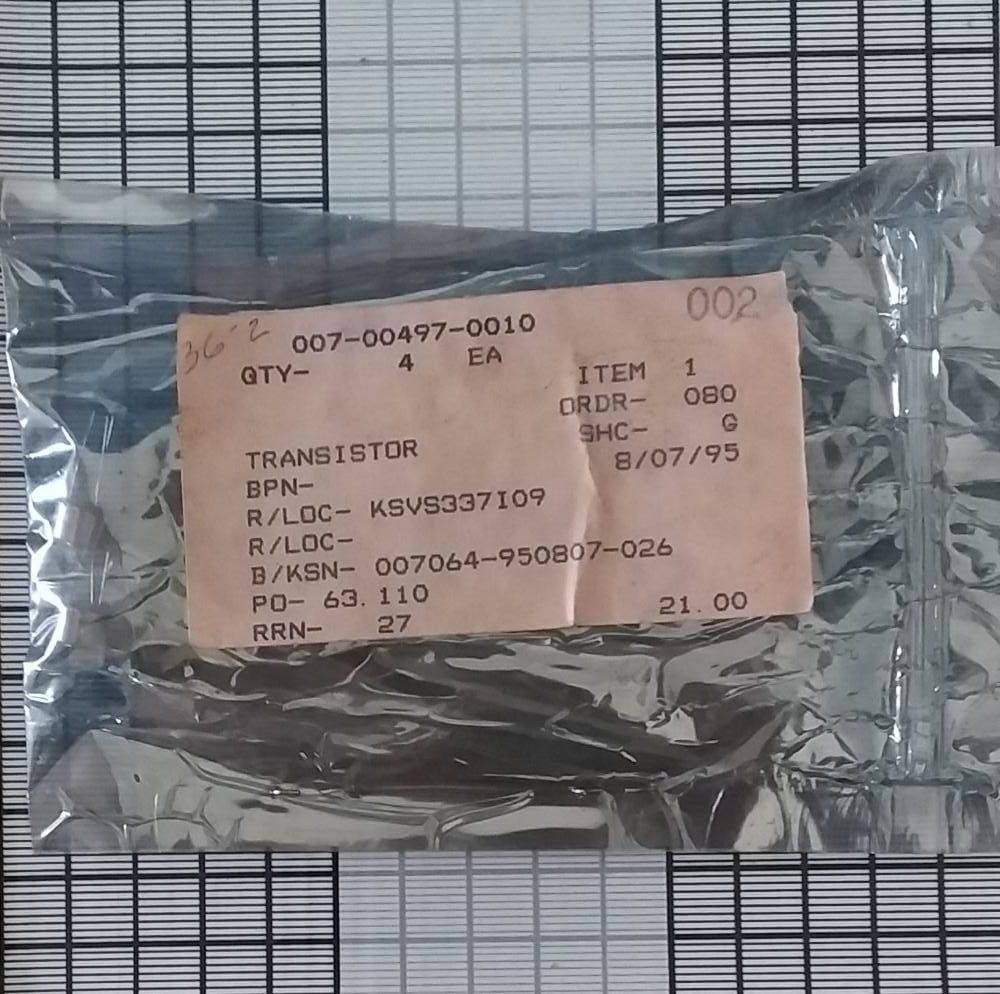 36-2
002
007-00497-0010
QTY- 4 EA
ITEM 1
ORDR- 080
SHC- G
TRANSISTOR 8/07/95
BPN-
R/LOC- KSVS337I09
R/LOC-
B/KSN- 007064-950807-026
PO- 63.110
RRN- 27 21.00